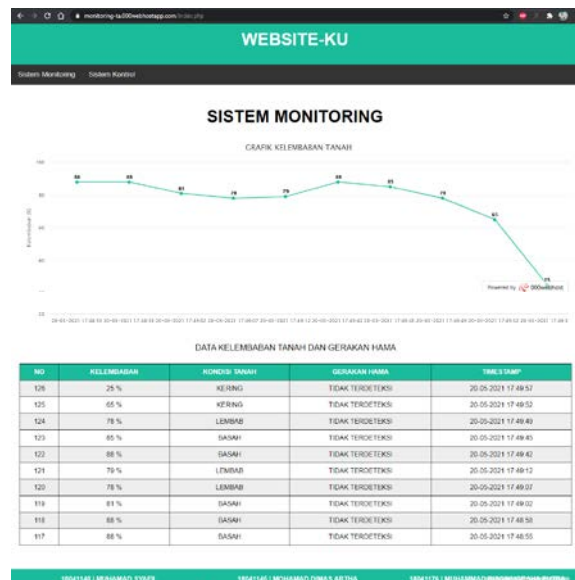 monitoring-ta.000webhostapp.com/index.php
WEBSITE-KU
Sistem Monitoring Sistem Kontrol
SISTEM MONITORING
GRAFIK KELEMBABAN TANAH
100
88 88 81 78 79 88 85 78 65
80
60
40
Powered by 000webhost
20
DATA KELEMBABAN TANAH DAN GERAKAN HAMA
NO KELEMBABAN KONDISI TANAH GERAKAN HAMA TIMESTAMP
126 25 % KERING TIDAK TERDETEKSI 20-05-2021 17:49:57
125 65 % KERING TIDAK TERDETEKSI 20-05-2021 17:49:52
124 78 % LEMBAB TIDAK TERDETEKSI 20-05-2021 17:49:49
123 85 % BASAH TIDAK TERDETEKSI 20-05-2021 17:49:45
122 88 % BASAH TIDAK TERDETEKSI 20-05-2021 17:49:42
121 79 % LEMBAB TIDAK TERDETEKSI 20-05-2021 17:49:12
120 78 % LEMBAB TIDAK TERDETEKSI 20-05-2021 17:49:07
119 81 % BASAH TIDAK TERDETEKSI 20-05-2021 17:49:02
118 88 % BASAH TIDAK TERDETEKSI 20-05-2021 17:48:58
117 88 % BASAH TIDAK TERDETEKSI 20-05-2021 17:48:55